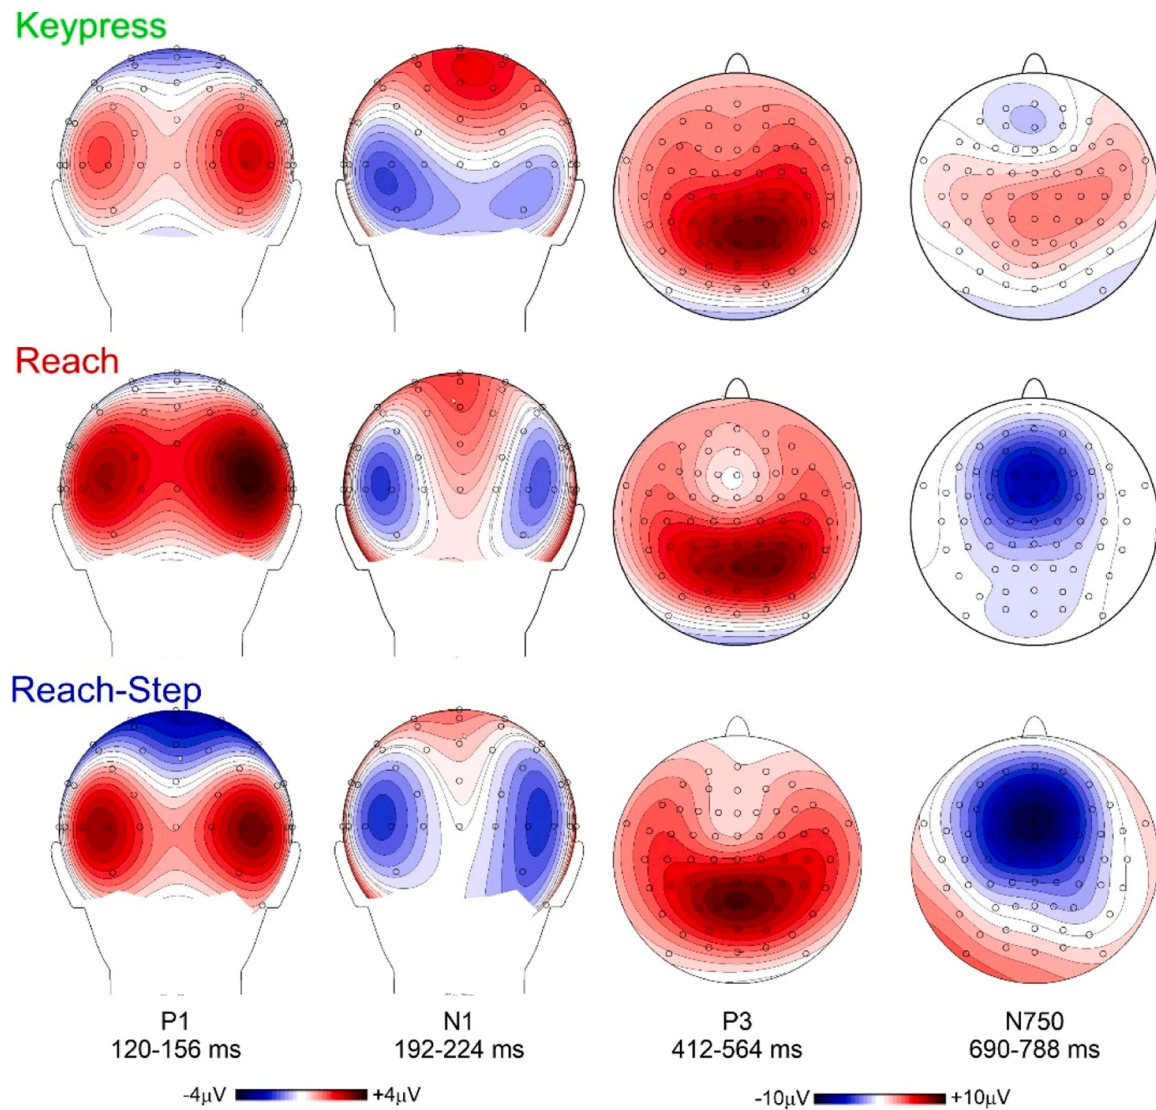 Keypress
Reach
Reach-Step
P1
120-156 ms
N1
192-224 ms
P3
412-564 ms
N750
690-788 ms
-4µV +4µV
-10µV +10µV